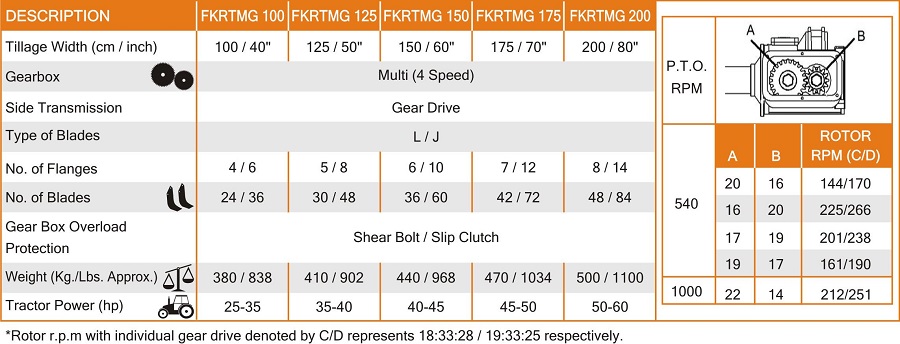 DESCRIPTION FKRTMG 100 FKRTMG 125 FKRTMG 150 FKRTMG 175 FKRTMG 200
Tillage Width (cm / inch) 100 / 40" 125 / 50" 150 / 60" 175 / 70" 200 / 80"
Gearbox Multi (4 Speed)
Side Transmission Gear Drive
Type of Blades L / J
No. of Flanges 4 / 6 5 / 8 6 / 10 7 / 12 8 / 14
No. of Blades 24 / 36 30 / 48 36 / 60 42 / 72 48 / 84
Gear Box Overload
Protection Shear Bolt / Slip Clutch
Weight (Kg./Lbs. Approx.) 380 / 838 410 / 902 440 / 968 470 / 1034 500 / 1100
Tractor Power (hp) 25-35 35-40 40-45 45-50 50-60
P.T.O.
RPM
A B
A B ROTOR
RPM (C/D)
540
20 16 144/170
16 20 225/266
17 19 201/238
19 17 161/190
1000 22 14 212/251
*Rotor r.p.m with individual gear drive denoted by C/D represents 18:33:28 / 19:33:25 respectively.